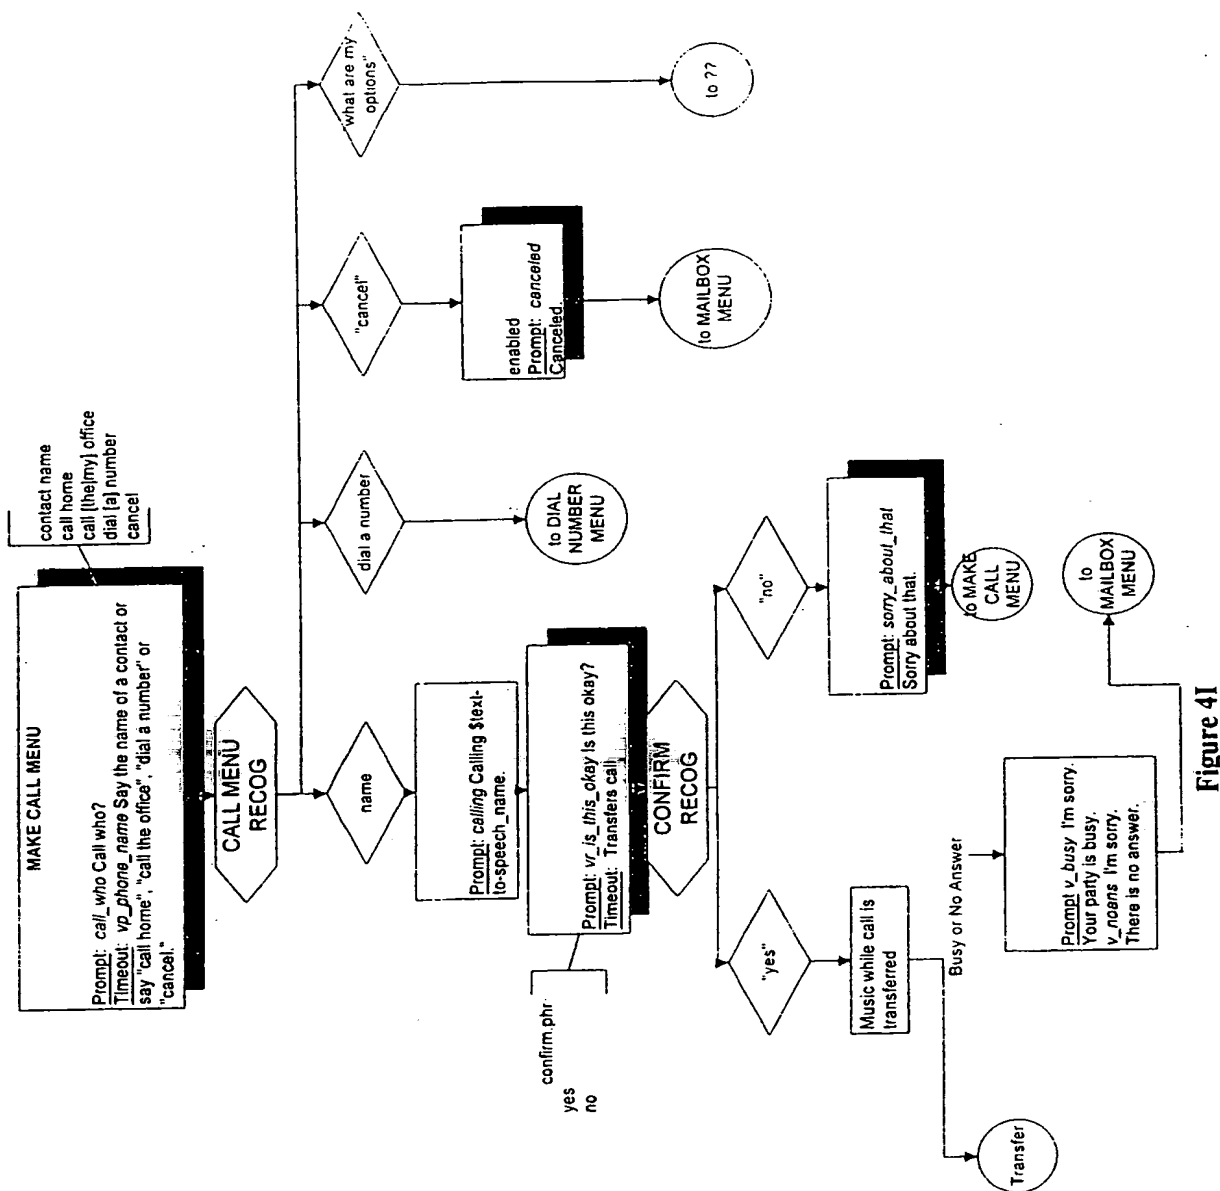 MAKE CALL MENU
Prompt: call_who Call who?
Timeout: vp_phone_name Say the name of a contact or
say "call home", "call the office", "dial a number" or
"cancel."
contact name
call home
call [the|my] office
dial [a] number
cancel
CALL MENU
RECOG
name
dial a number
"cancel"
"what are my
options"
Prompt: calling Calling $text-
to-speech_name.
to DIAL
NUMBER
MENU
enabled
Prompt: canceled
Canceled.
to ??
to MAILBOX
MENU
confirm.phr
yes
no
Prompt: vr_is_this_okay Is this okay?
Timeout: Transfers call
CONFIRM
RECOG
"yes"
"no"
Music while call is
transferred
Prompt: sorry_about_that
Sorry about that.
to MAKE
CALL
MENU
Transfer
Busy or No Answer
Prompt v_busy I'm sorry.
Your party is busy.
v_noans I'm sorry.
There is no answer.
to
MAILBOX
MENU
Figure 4I